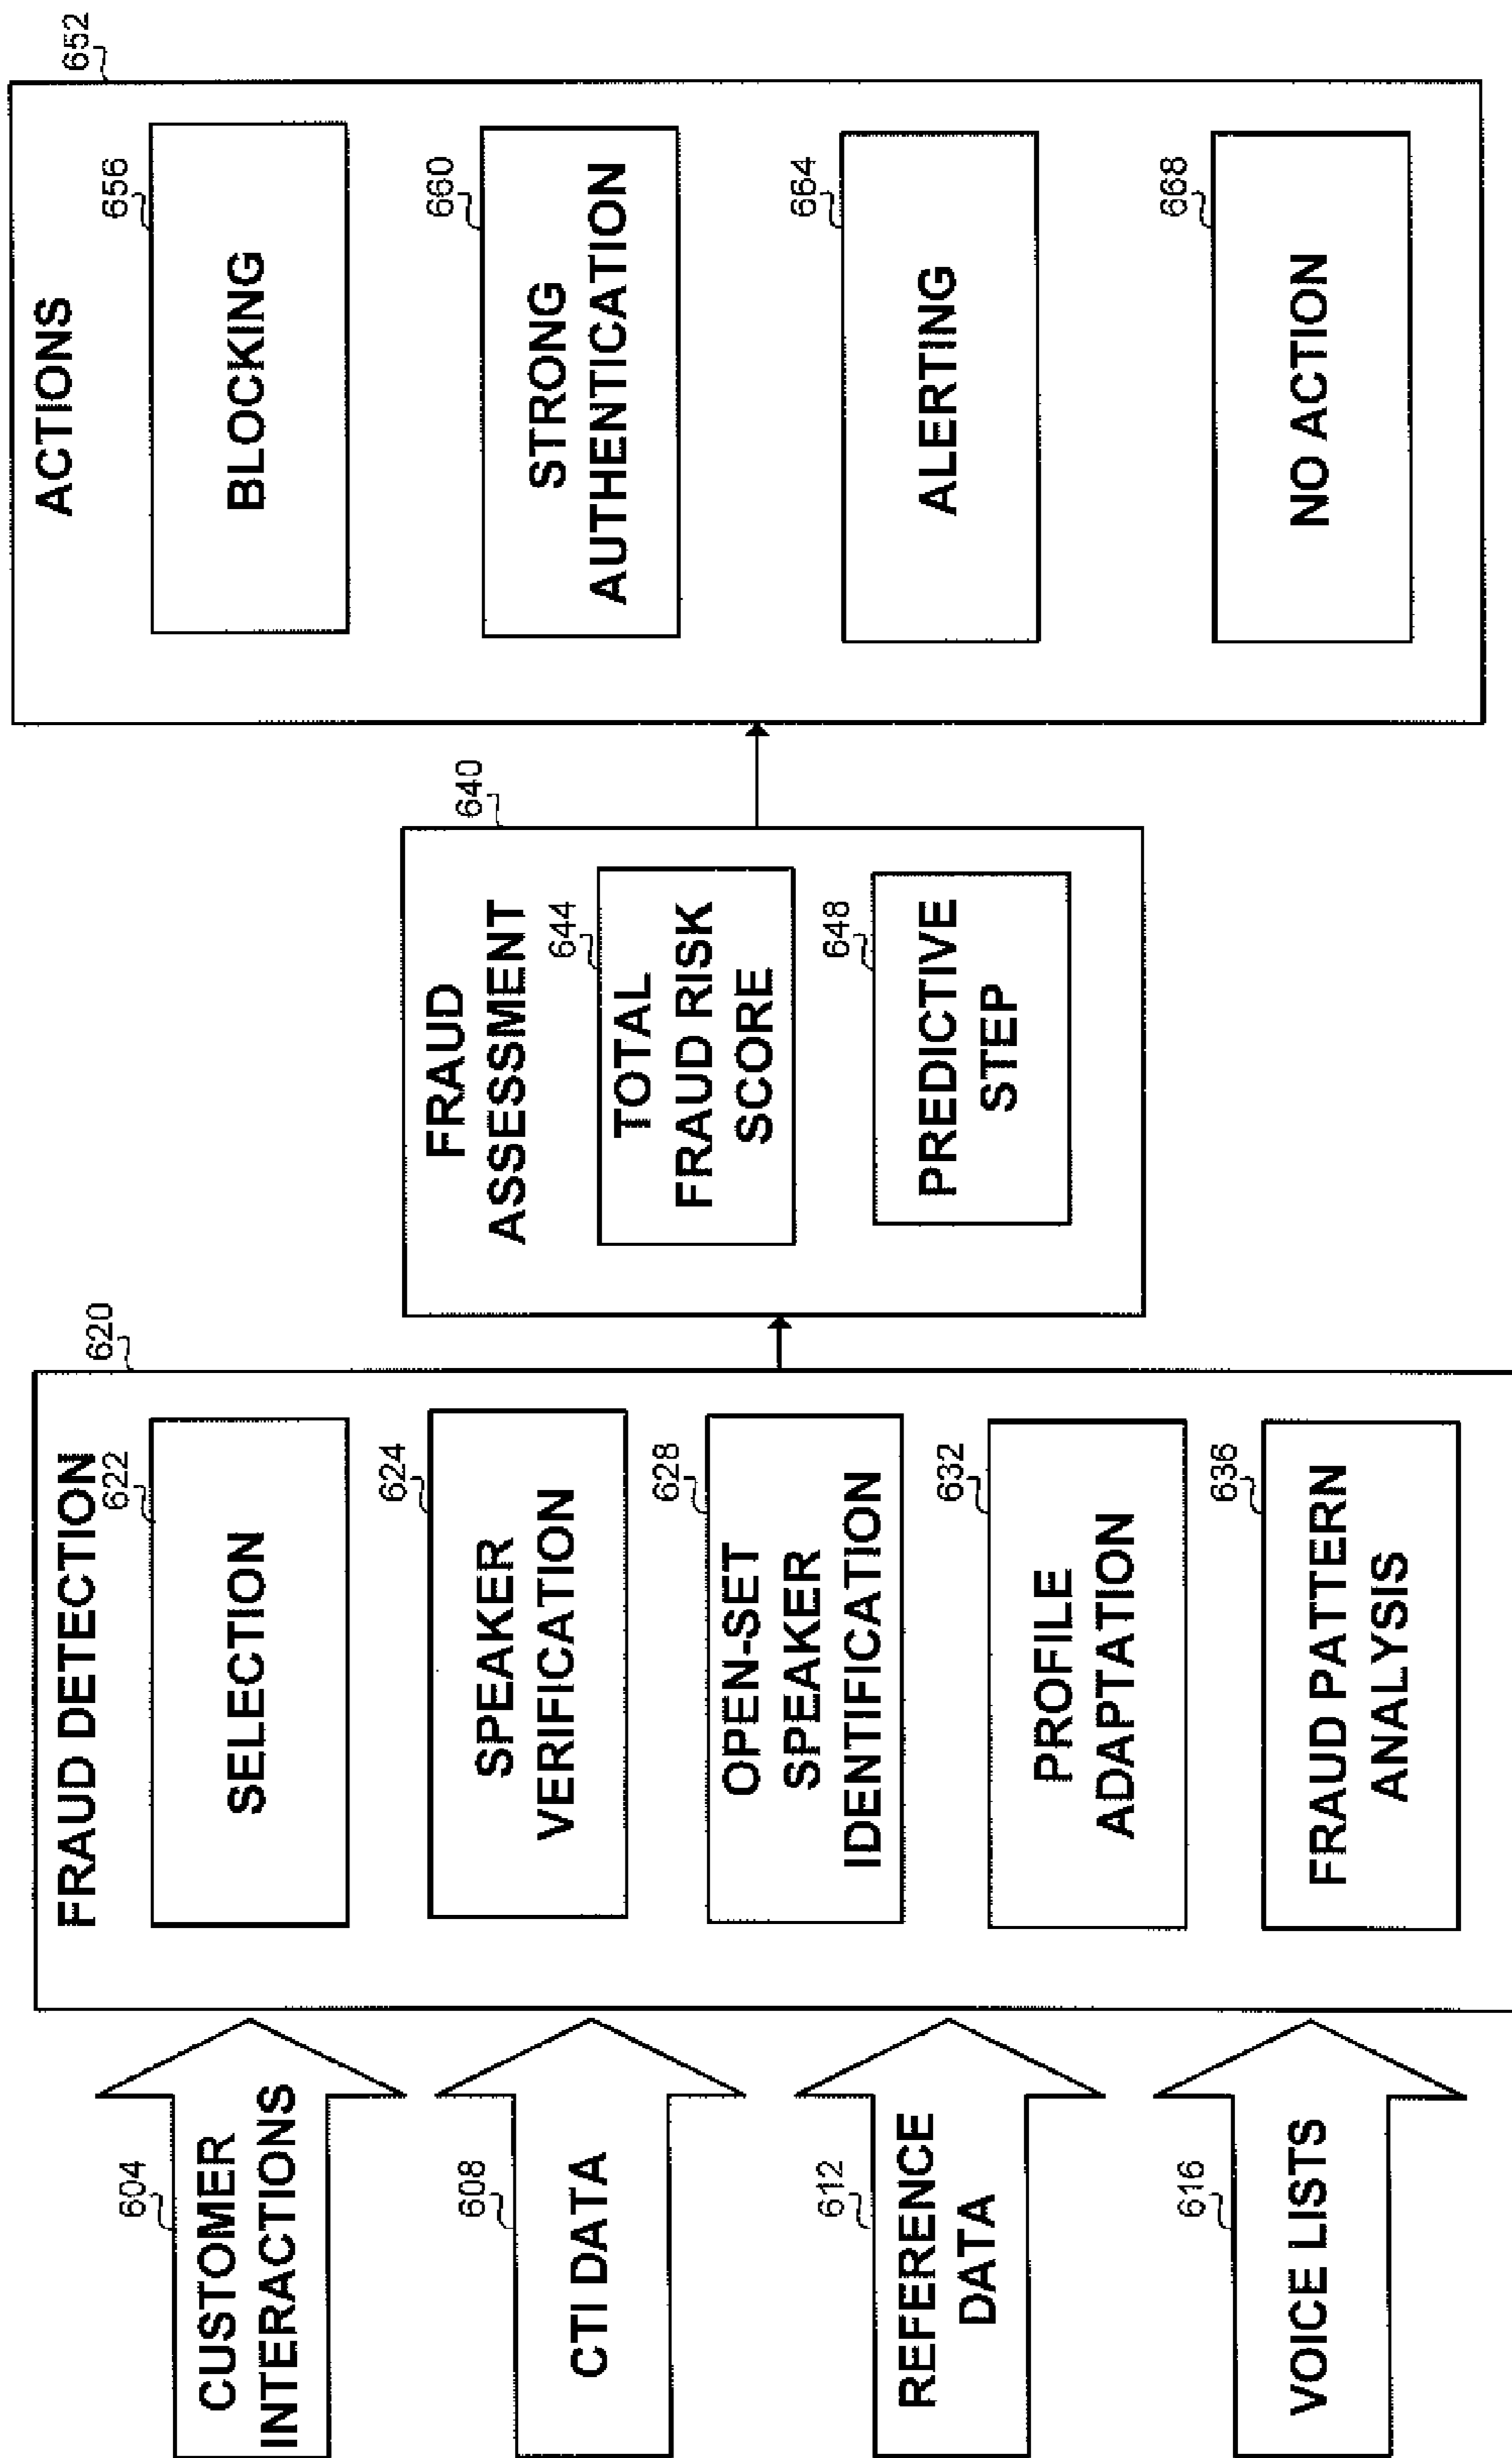 604
CUSTOMER
INTERACTIONS
608
CTI DATA
612
REFERENCE
DATA
616
VOICE LISTS
620
FRAUD DETECTION
622
SELECTION
624
SPEAKER
VERIFICATION
628
OPEN-SET
SPEAKER
IDENTIFICATION
632
PROFILE
ADAPTATION
636
FRAUD PATTERN
ANALYSIS
640
FRAUD
ASSESSMENT
644
TOTAL
FRAUD RISK
SCORE
648
PREDICTIVE
STEP
652
ACTIONS
656
BLOCKING
660
STRONG
AUTHENTICATION
664
ALERTING
668
NO ACTION